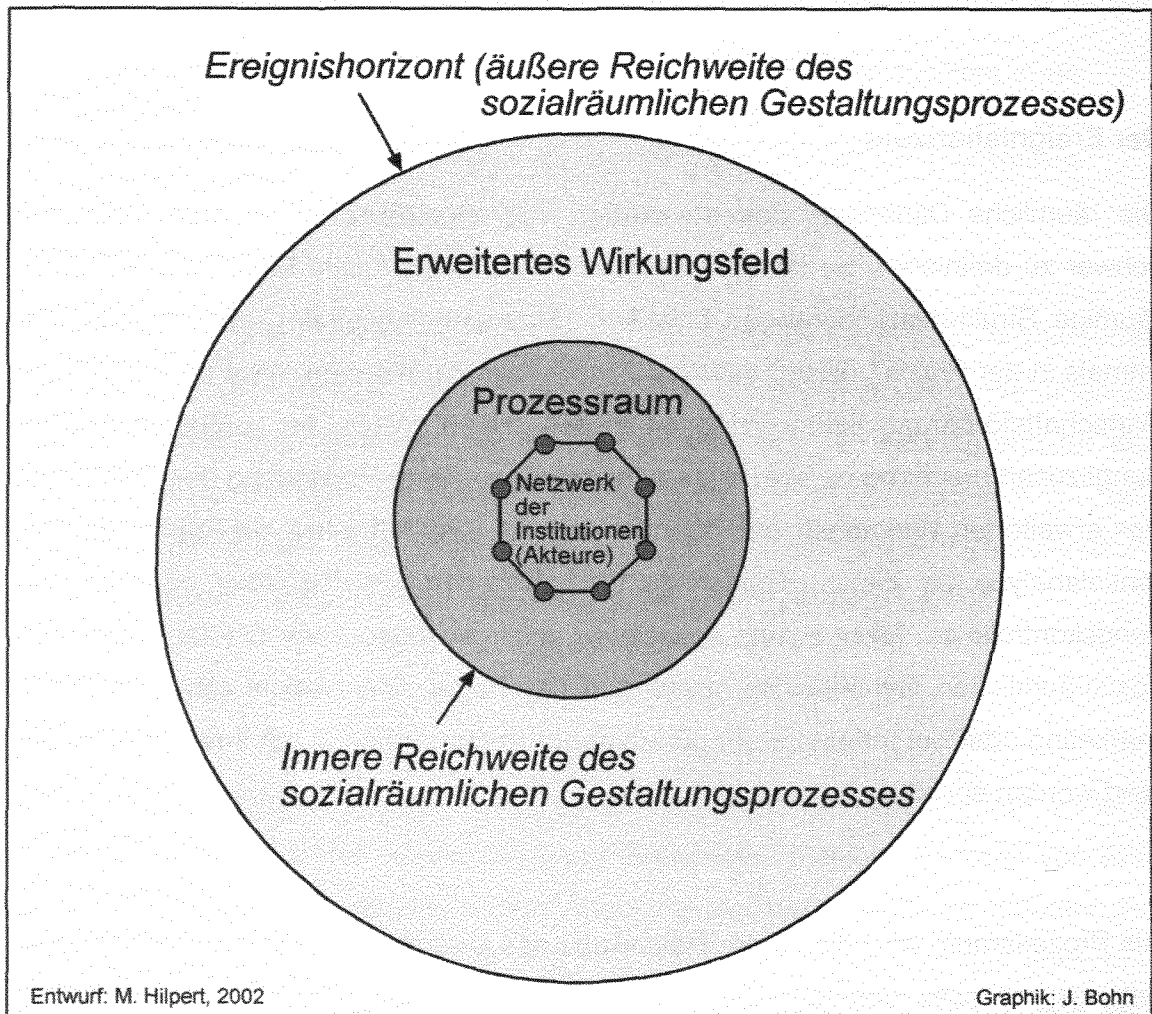 Ereignishorizont (äußere Reichweite des
sozialräumlichen Gestaltungsprozesses)
Erweitertes Wirkungsfeld
Prozessraum
Netzwerk
der
Institutionen
(Akteure)
Innere Reichweite des
sozialräumlichen Gestaltungsprozesses
Entwurf: M. Hilpert, 2002
Graphik: J. Bohn